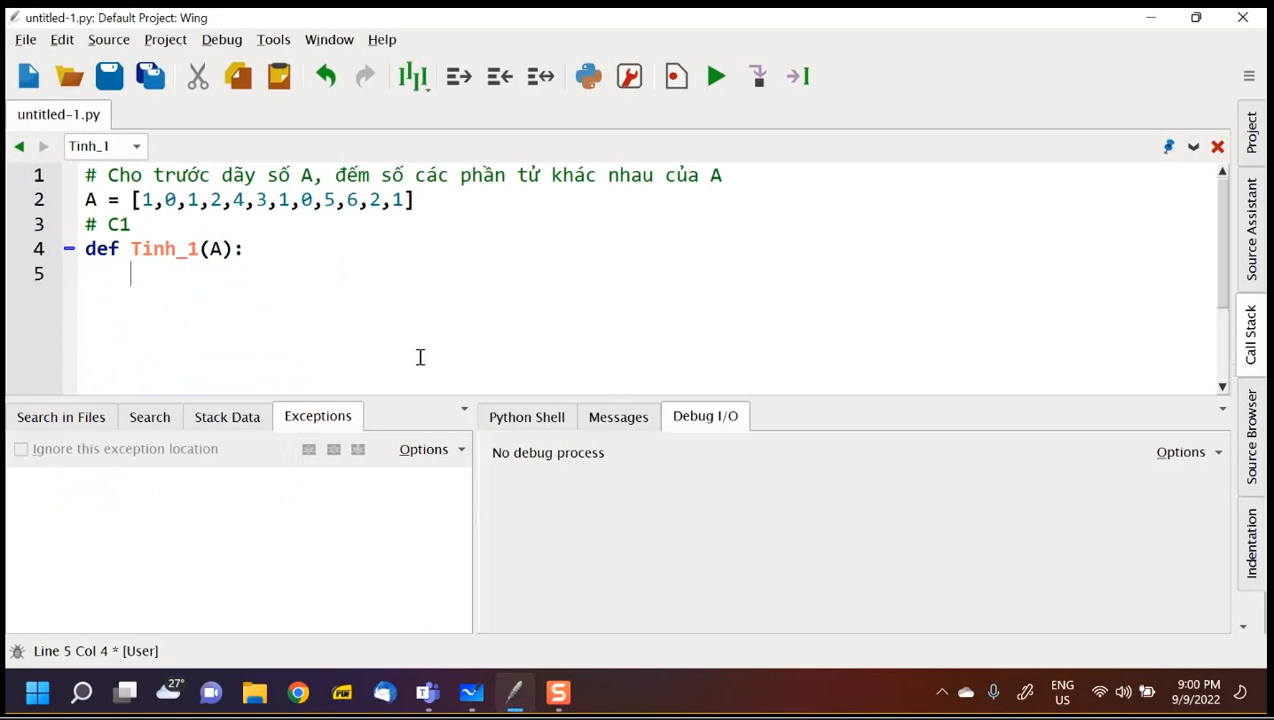 untitled-1.py: Default Project: Wing
File Edit Source Project Debug Tools Window Help
untitled-1.py
Tinh_1
1 # Cho trước dãy số A, đếm số các phần tử khác nhau của A
2 A = [1,0,1,2,4,3,1,0,5,6,2,1]
3 # C1
4 def Tinh_1(A):
5
Project
Source Assistant
Call Stack
Source Browser
Indentation
Search in Files Search Stack Data Exceptions
Ignore this exception location Options
Python Shell Messages Debug I/O
No debug process Options
Line 5 Col 4 * [User]
27°
PDF
S
ENG
US
9:00 PM
9/9/2022